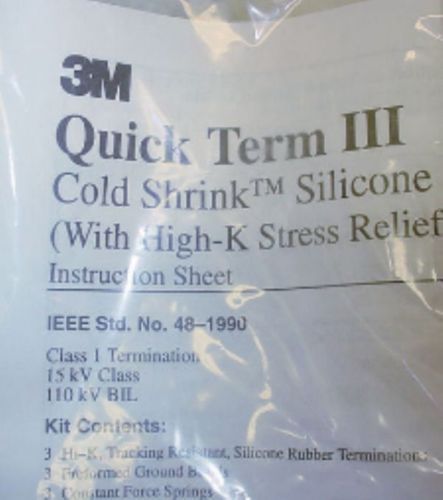 3M
Quick Term III
Cold Shrink™ Silicone
(With High-K Stress Relief
Instruction Sheet
IEEE Std. No. 48–1990
Class 1 Termination
15 kV Class
110 kV BIL
Kit Contents:
3 Hi–K, Tracking Resistant, Silicone Rubber Terminations
3 Preformed Ground
3 Constant Force Springs